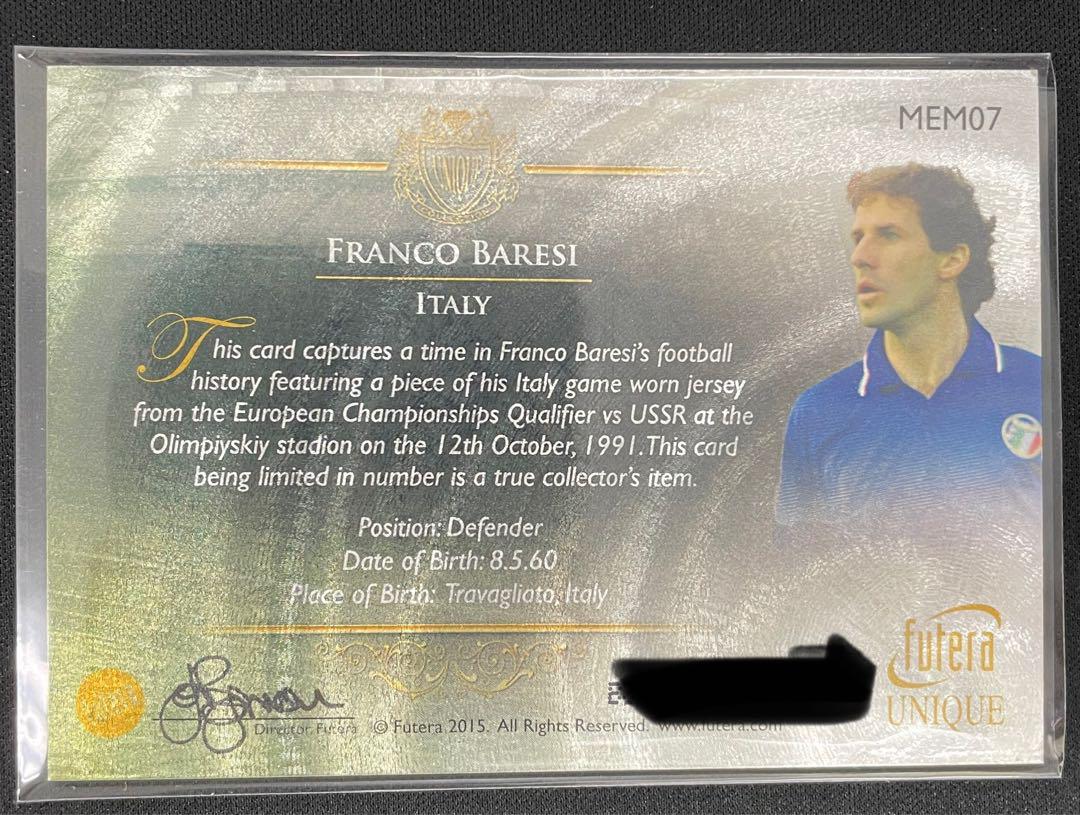 MEM07
UNIQUE
FRANCO BARESI
ITALY
This card captures a time in Franco Baresi's football
history featuring a piece of his Italy game worn jersey
from the European Championships Qualifier vs USSR at the
Olimpiyskiy stadion on the 12th October, 1991.This card
being limited in number is a true collector's item.
Position: Defender
Date of Birth: 8.5.60
Place of Birth: Travagliato, Italy
futera
UNIQUE
Director. Futera © Futera 2015. All Rights Reserved. www.futera.com